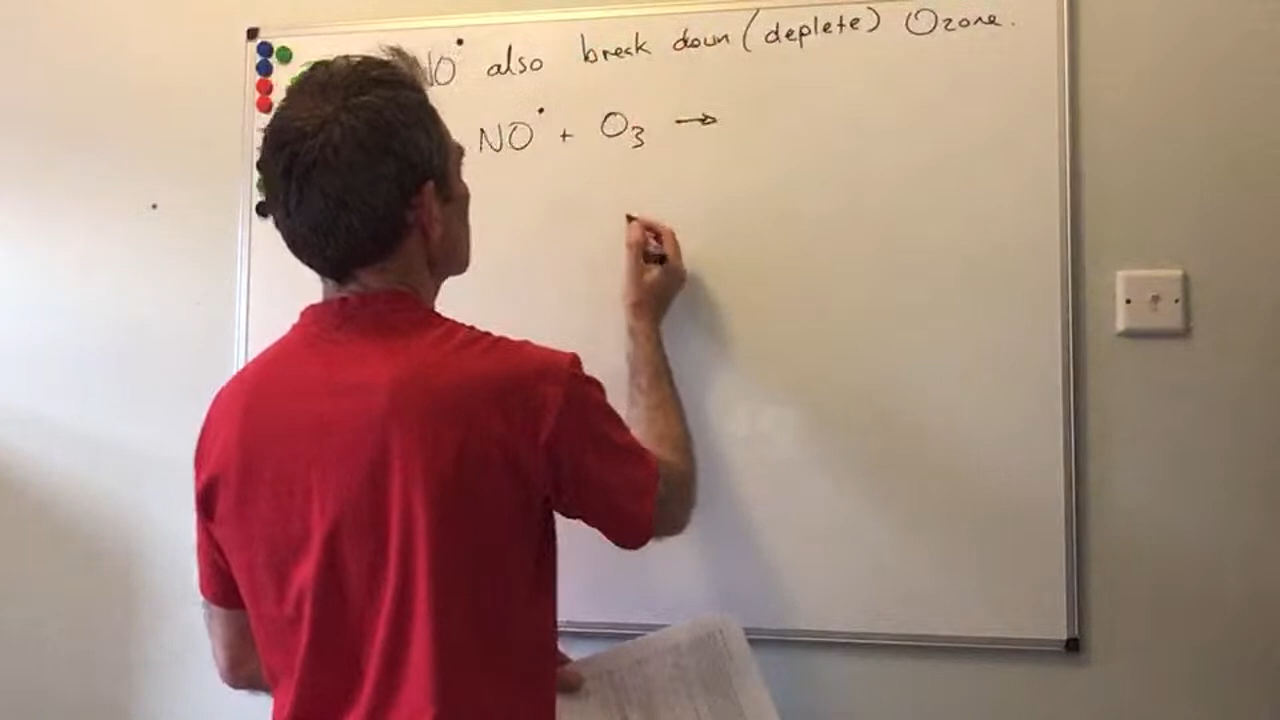 NO• also break down (deplete) Ozone.
NO• + O₃ →